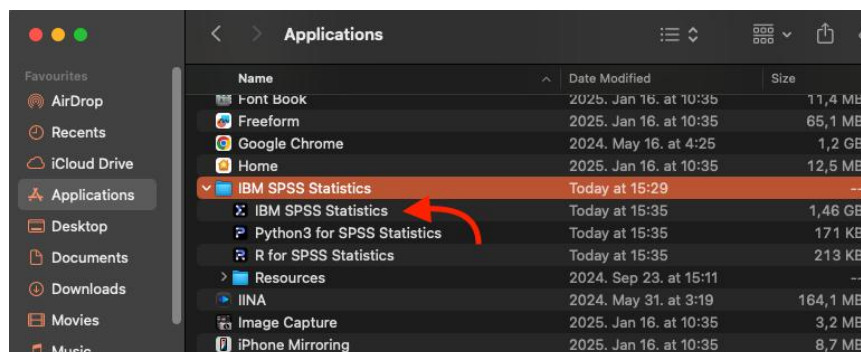 Applications
Favourites
AirDrop
Recents
iCloud Drive
Applications
Desktop
Documents
Downloads
Movies
Music
Name Date Modified Size
Font Book 2025. Jan 16. at 10:35 11,4 MB
Freeform 2025. Jan 16. at 10:35 65,1 MB
Google Chrome 2024. May 16. at 4:25 1,2 GB
Home 2025. Jan 16. at 10:35 12,5 MB
IBM SPSS Statistics Today at 15:29 --
IBM SPSS Statistics Today at 15:35 1,46 GB
Python3 for SPSS Statistics Today at 15:35 171 KB
R for SPSS Statistics Today at 15:35 213 KB
Resources 2024. Sep 23. at 15:11 --
IINA 2024. May 31. at 3:19 164,1 MB
Image Capture 2025. Jan 16. at 10:35 3,2 MB
iPhone Mirroring 2025. Jan 16. at 10:35 8,7 MB